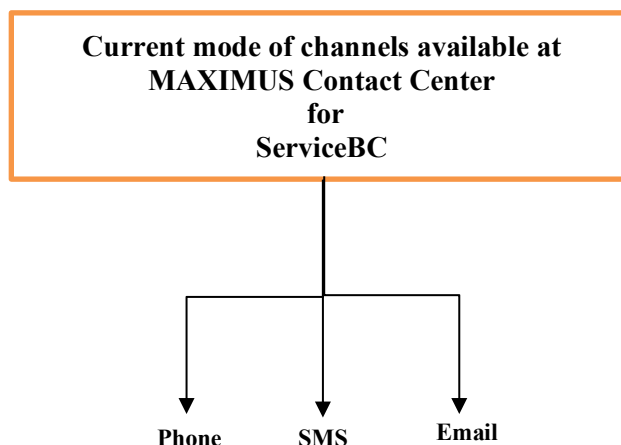 Current mode of channels available at
MAXIMUS Contact Center
for
ServiceBC
Phone SMS Email